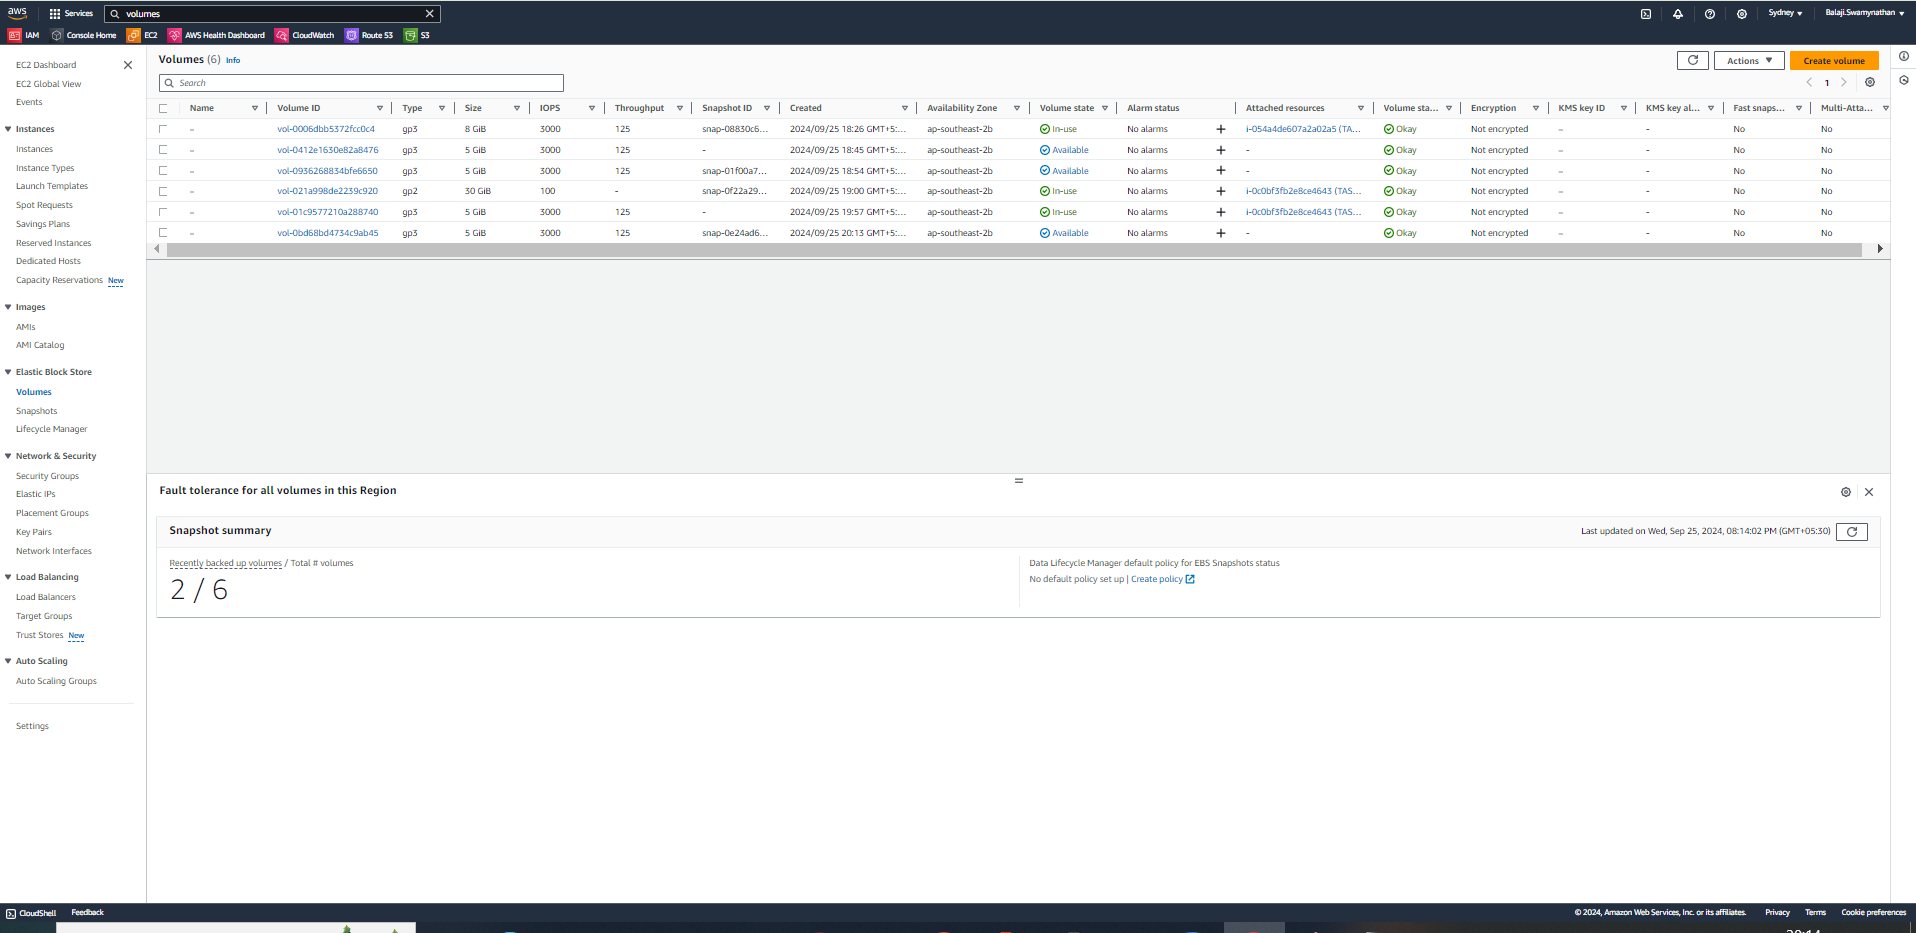 aws Services volumes Sydney Balaji.Swamynathan
IAM Console Home EC2 AWS Health Dashboard CloudWatch Route 53 S3
EC2 Dashboard
EC2 Global View
Events
Instances
Instances
Instance Types
Launch Templates
Spot Requests
Savings Plans
Reserved Instances
Dedicated Hosts
Capacity Reservations New
Images
AMIs
AMI Catalog
Elastic Block Store
Volumes
Snapshots
Lifecycle Manager
Network & Security
Security Groups
Elastic IPs
Placement Groups
Key Pairs
Network Interfaces
Load Balancing
Load Balancers
Target Groups
Trust Stores New
Auto Scaling
Auto Scaling Groups
Settings
Volumes (6) Info
Actions Create volume
Search
1
Name Volume ID Type Size IOPS Throughput Snapshot ID Created Availability Zone Volume state Alarm status Attached resources Volume sta... Encryption KMS key ID KMS key al... Fast snaps... Multi-Atta...
– vol-0006dbb5372fcc0c4 gp3 8 GiB 3000 125 snap-08830c6... 2024/09/25 18:26 GMT+5:... ap-southeast-2b In-use No alarms + i-054a4de607a2a02a5 (TA... Okay Not encrypted – - No No
– vol-0412e1630e82a8476 gp3 5 GiB 3000 125 - 2024/09/25 18:45 GMT+5:... ap-southeast-2b Available No alarms + - Okay Not encrypted – - No No
– vol-0936268834bfe6650 gp3 5 GiB 3000 125 snap-01f00a7... 2024/09/25 18:54 GMT+5:... ap-southeast-2b Available No alarms + - Okay Not encrypted – - No No
– vol-021a998de2239c920 gp2 30 GiB 100 - snap-0f22a29... 2024/09/25 19:00 GMT+5:... ap-southeast-2b In-use No alarms + i-0c0bf3fb2e8ce4643 (TAS... Okay Not encrypted – - No No
– vol-01c9577210a288740 gp3 5 GiB 3000 125 - 2024/09/25 19:57 GMT+5:... ap-southeast-2b In-use No alarms + i-0c0bf3fb2e8ce4643 (TAS... Okay Not encrypted – - No No
– vol-0bd68bd4734c9ab45 gp3 5 GiB 3000 125 snap-0e24ad6... 2024/09/25 20:13 GMT+5:... ap-southeast-2b Available No alarms + - Okay Not encrypted – - No No
Fault tolerance for all volumes in this Region
Snapshot summary
Last updated on Wed, Sep 25, 2024, 08:14:02 PM (GMT+05:30)
Recently backed up volumes / Total # volumes
2 / 6
Data Lifecycle Manager default policy for EBS Snapshots status
No default policy set up | Create policy
CloudShell Feedback
© 2024, Amazon Web Services, Inc. or its affiliates. Privacy Terms Cookie preferences